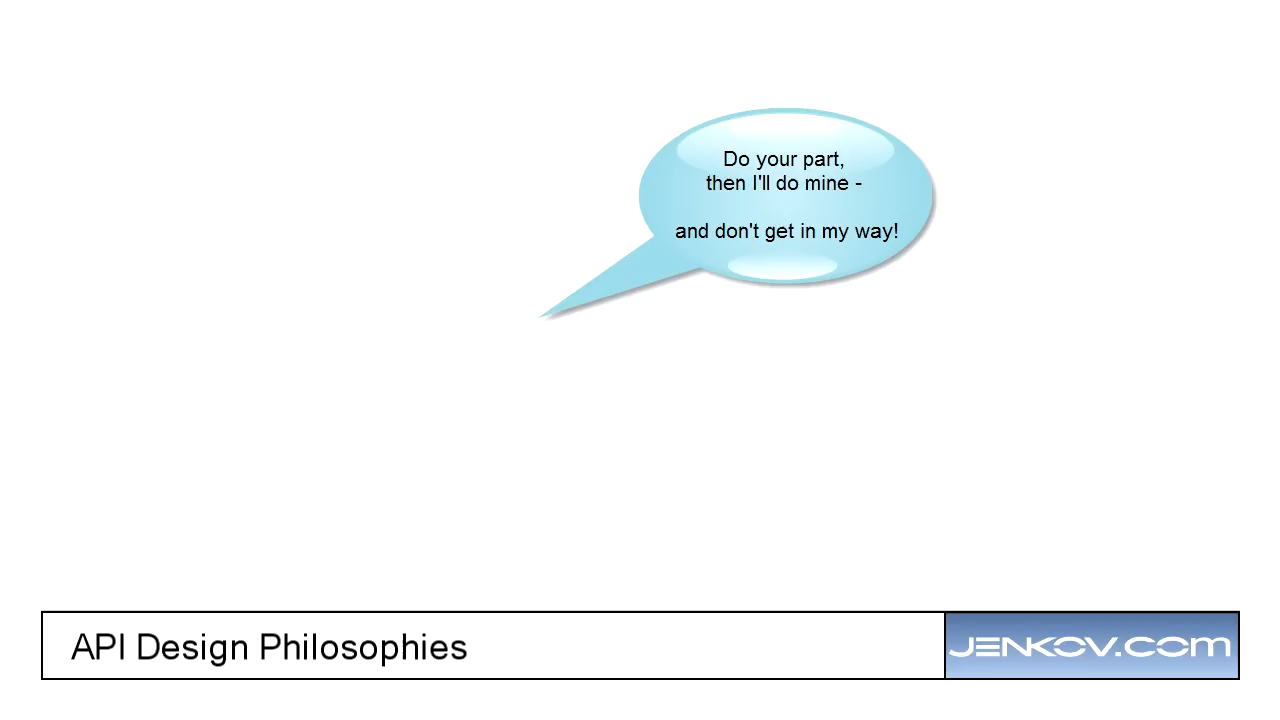 Do your part,
then I'll do mine -
and don't get in my way!
API Design Philosophies
JENKOV.COM